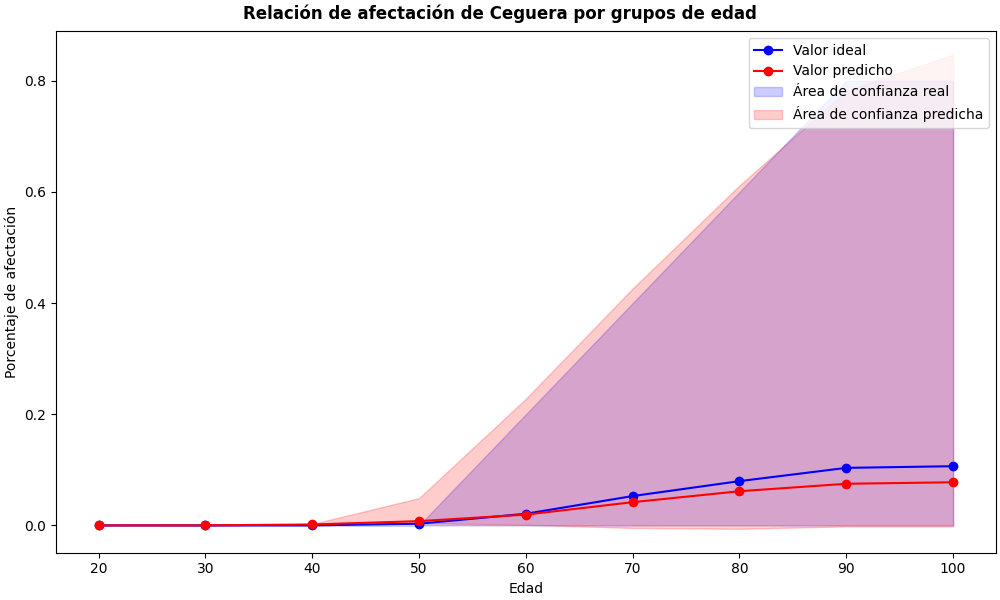 Relación de afectación de Ceguera por grupos de edad
Valor ideal
Valor predicho
Área de confianza real
Área de confianza predicha
Porcentaje de afectación
0.8
0.6
0.4
0.2
0.0
20 30 40 50 60 70 80 90 100
Edad